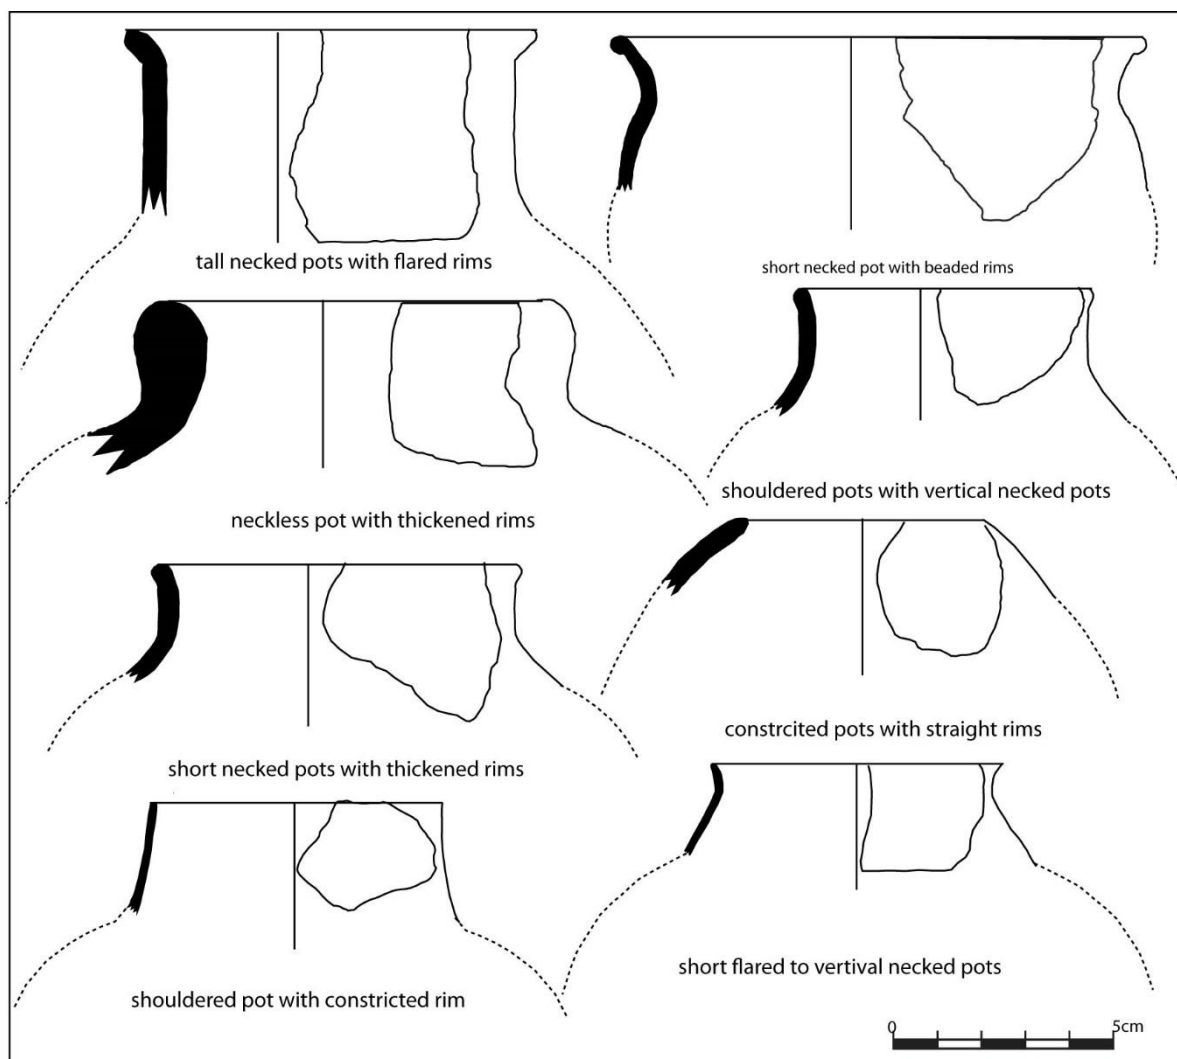 tall necked pots with flared rims
short necked pot with beaded rims
neckless pot with thickened rims
shouldered pots with vertical necked pots
short necked pots with thickened rims
constrcited pots with straight rims
shouldered pot with constricted rim
short flared to vertival necked pots
0 5cm